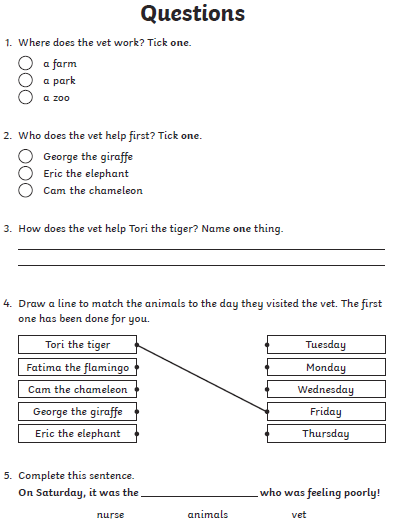 Questions
1. Where does the vet work? Tick one.
a farm
a park
a zoo
2. Who does the vet help first? Tick one.
George the giraffe
Eric the elephant
Cam the chameleon
3. How does the vet help Tori the tiger? Name one thing.
4. Draw a line to match the animals to the day they visited the vet. The first
one has been done for you.
Tori the tiger Tuesday
Fatima the flamingo Monday
Cam the chameleon Wednesday
George the giraffe Friday
Eric the elephant Thursday
5. Complete this sentence.
On Saturday, it was the ____________________ who was feeling poorly!
nurse animals vet